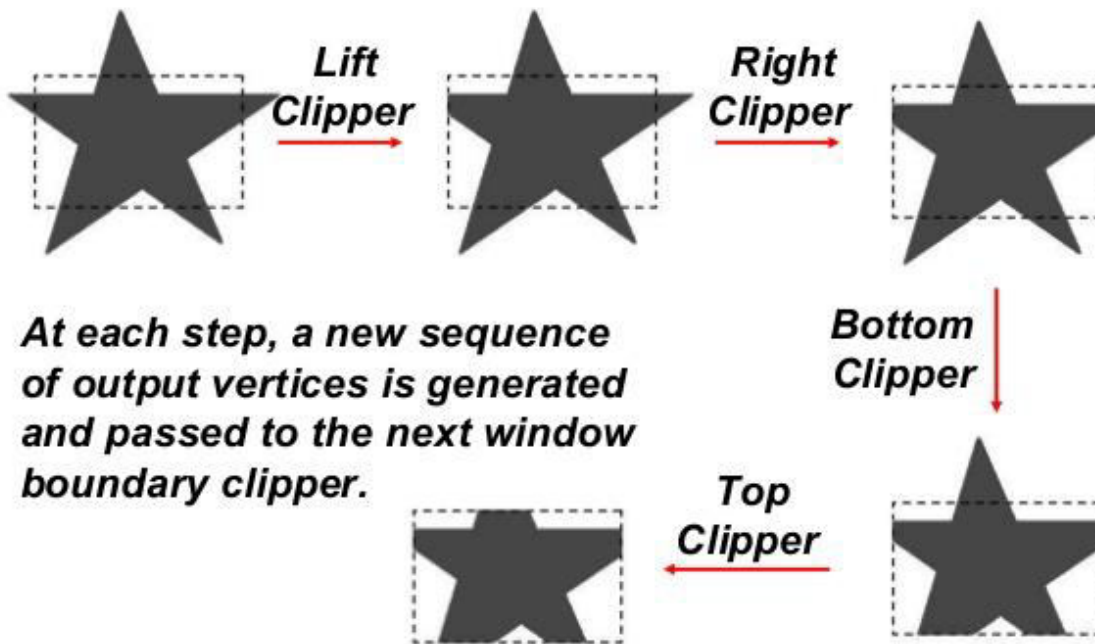 Lift
Clipper
Right
Clipper
At each step, a new sequence
of output vertices is generated
and passed to the next window
boundary clipper.
Bottom
Clipper
Top
Clipper